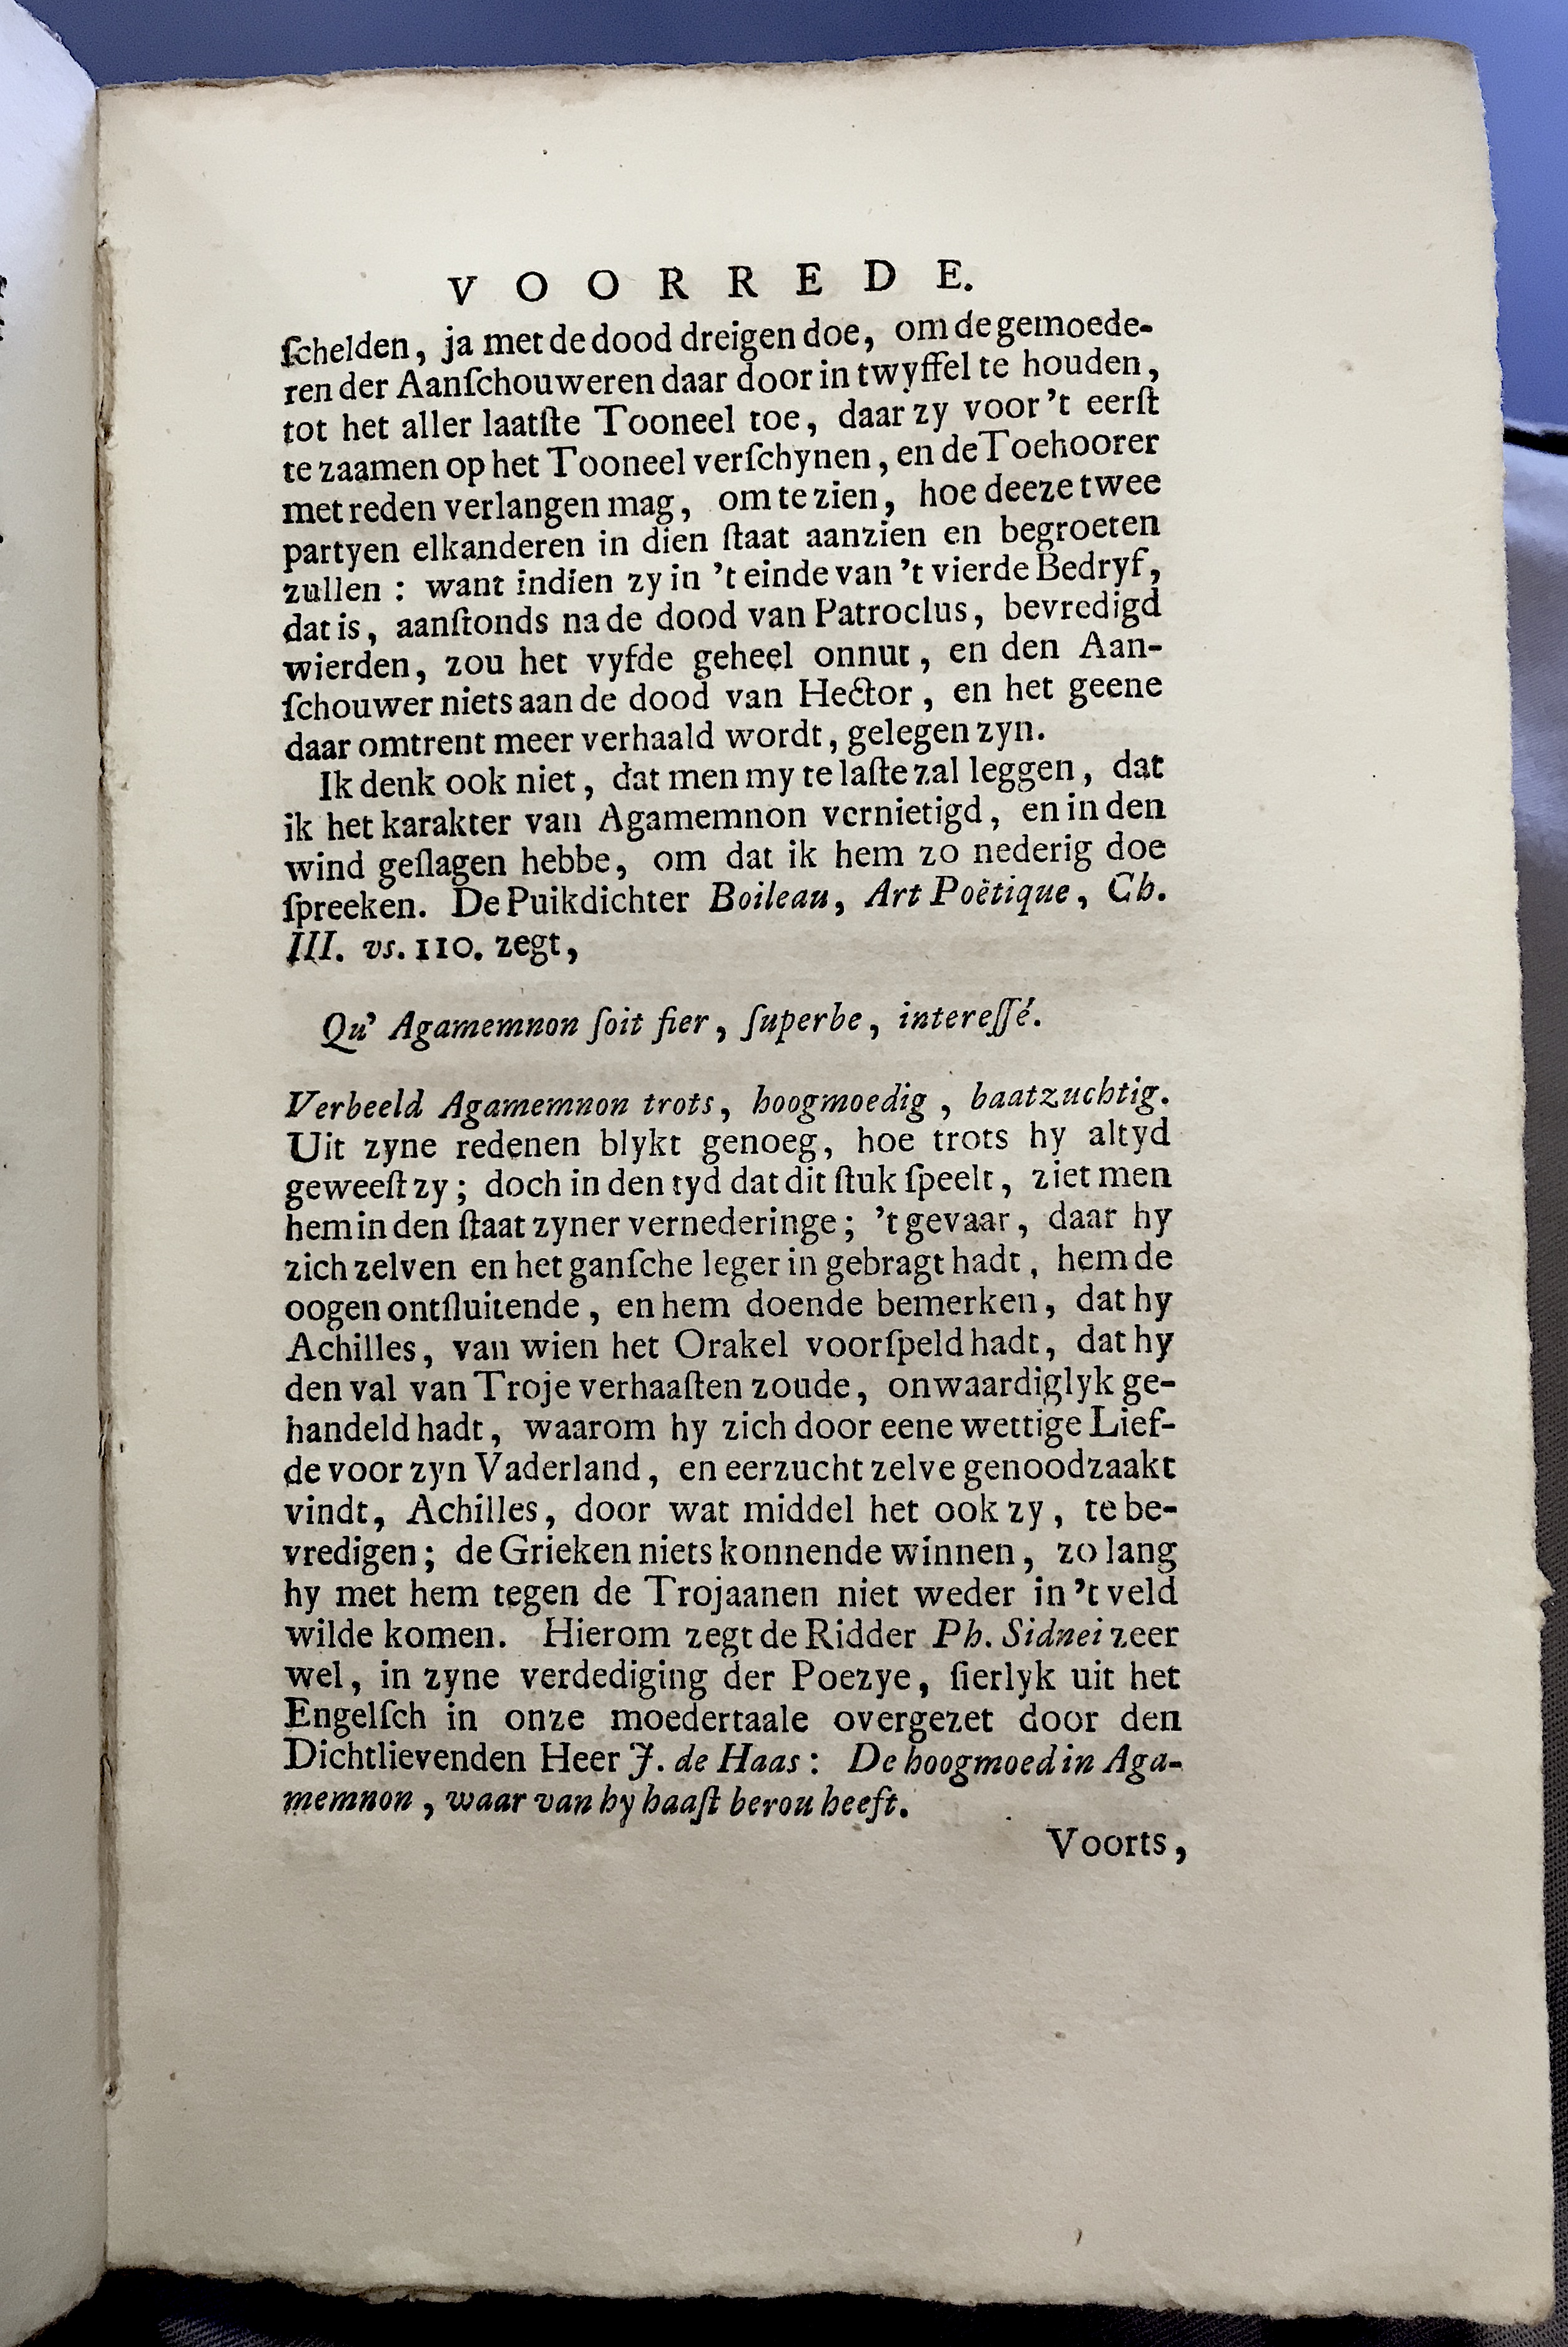 VOORREDE.
ſchelden, ja met de dood dreigen doe, om de gemoede-
ren der Aanſchouweren daar door in twyffel te houden,
tot het aller laatſte Tooneel toe, daar zy voor 't eerſt
te zaamen op het Tooneel verſchynen, en de Toehoorer
met reden verlangen mag, om te zien, hoe deeze twee
partyen elkanderen in dien ſtaat aanzien en begroeten
zullen: want indien zy in 't einde van 't vierde Bedryf,
dat is, aanſtonds na de dood van Patroclus, bevredigd
wierden, zou het vyfde geheel onnut, en den Aan-
ſchouwer niets aan de dood van Hector, en het geene
daar omtrent meer verhaald wordt, gelegen zyn.
Ik denk ook niet, dat men my te laſte zal leggen, dat
ik het karakter van Agamemnon vernietigd, en in den
wind geſlagen hebbe, om dat ik hem zo nederig doe
ſpreeken. De Puikdichter Boileau, Art Poëtique, Ch.
III. vs. 110. zegt,
Qu' Agamemnon ſoit fier, ſuperbe, intereſſé.
Verbeeld Agamemnon trots, hoogmoedig, baatzuchtig.
Uit zyne redenen blykt genoeg, hoe trots hy altyd
geweeſt zy; doch in den tyd dat dit ſtuk ſpeelt, ziet men
hem in den ſtaat zyner vernederinge; 't gevaar, daar hy
zich zelven en het ganſche leger in gebragt hadt, hem de
oogen ontſluitende, en hem doende bemerken, dat hy
Achilles, van wien het Orakel voorſpeld hadt, dat hy
den val van Troje verhaaſten zoude, onwaardiglyk ge-
handeld hadt, waarom hy zich door eene wettige Lief-
de voor zyn Vaderland, en eerzucht zelve genoodzaakt
vindt, Achilles, door wat middel het ook zy, te be-
vredigen; de Grieken niets konnende winnen, zo lang
hy met hem tegen de Trojaanen niet weder in 't veld
wilde komen. Hierom zegt de Ridder Ph. Sidnei zeer
wel, in zyne verdediging der Poezye, ſierlyk uit het
Engelſch in onze moedertaale overgezet door den
Dichtlievenden Heer J. de Haas: De hoogmoed in Aga-
memnon, waar van hy haaſt berou heeft.
Voorts,